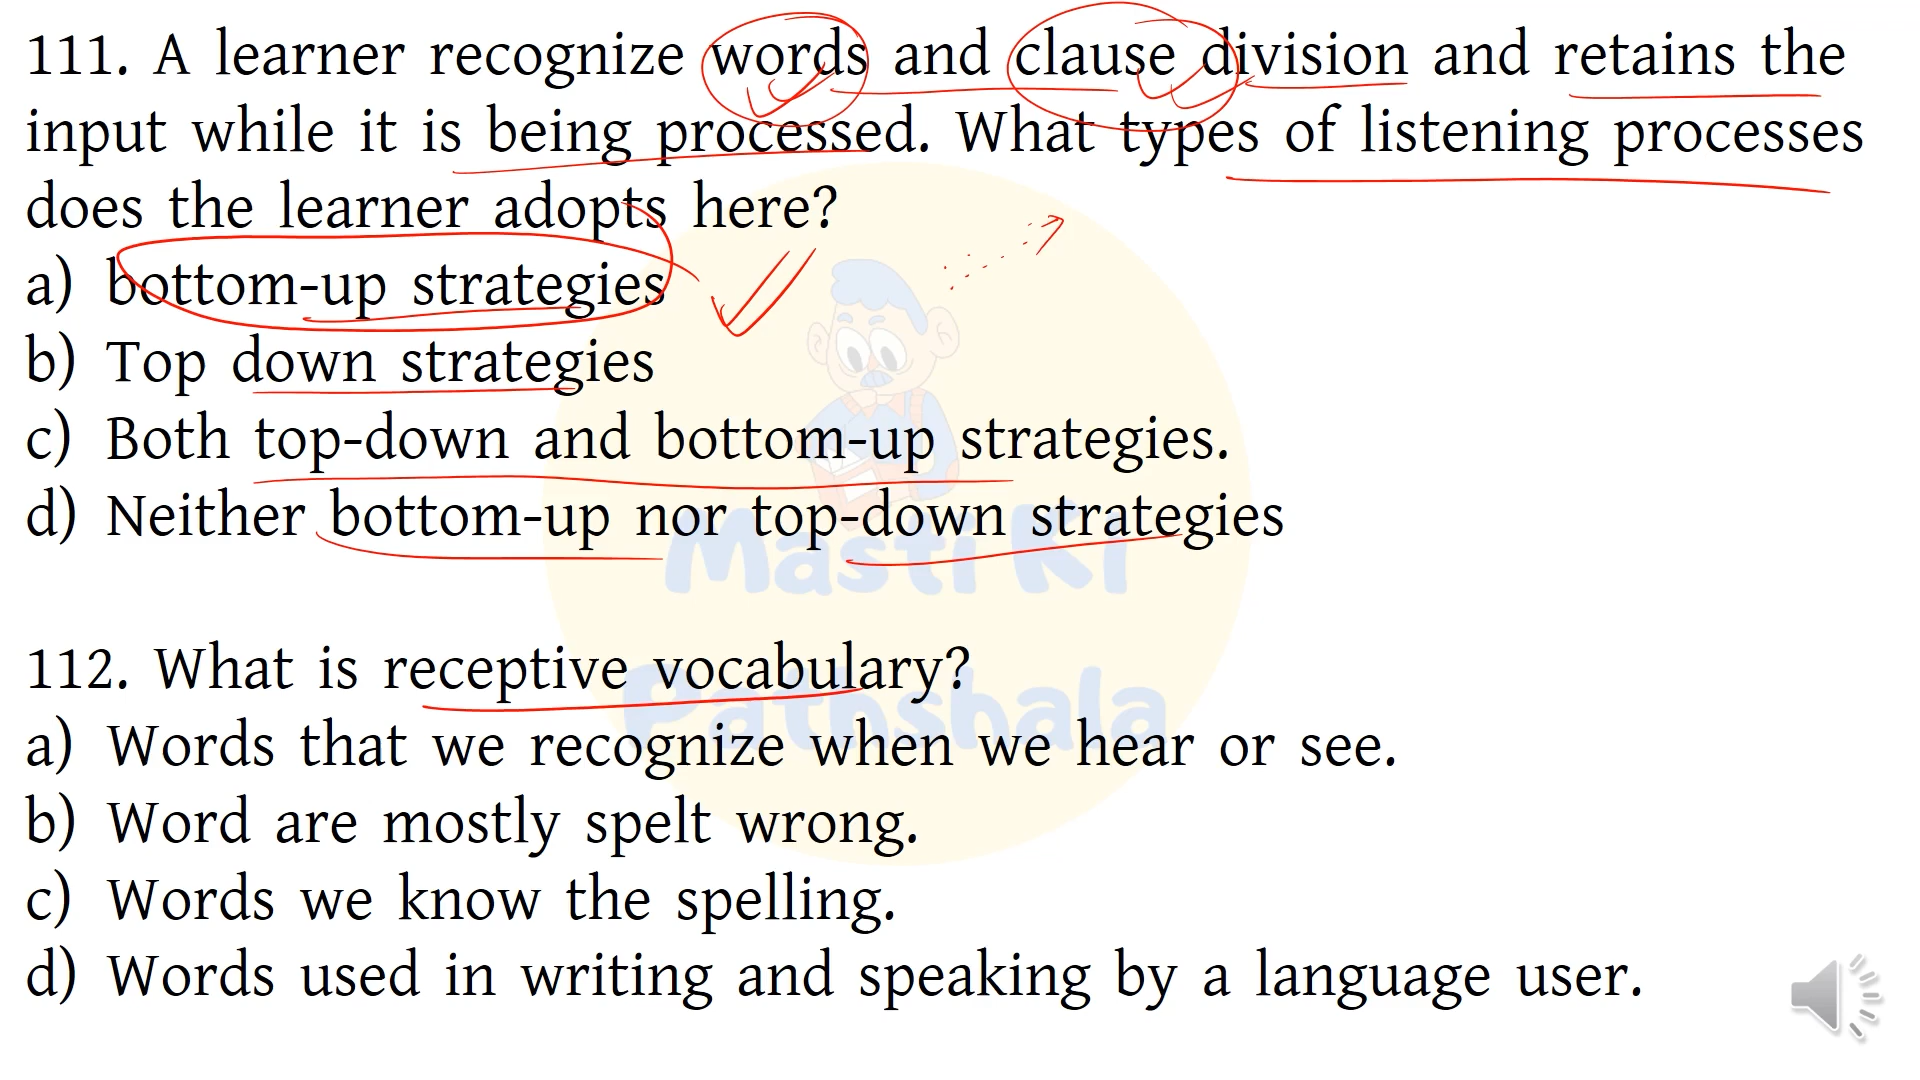 111. A learner recognize words and clause division and retains the
input while it is being processed. What types of listening processes
does the learner adopts here?
a) bottom-up strategies
b) Top down strategies
c) Both top-down and bottom-up strategies.
d) Neither bottom-up nor top-down strategies
Masti Ki
Pathshala
112. What is receptive vocabulary?
a) Words that we recognize when we hear or see.
b) Word are mostly spelt wrong.
c) Words we know the spelling.
d) Words used in writing and speaking by a language user.